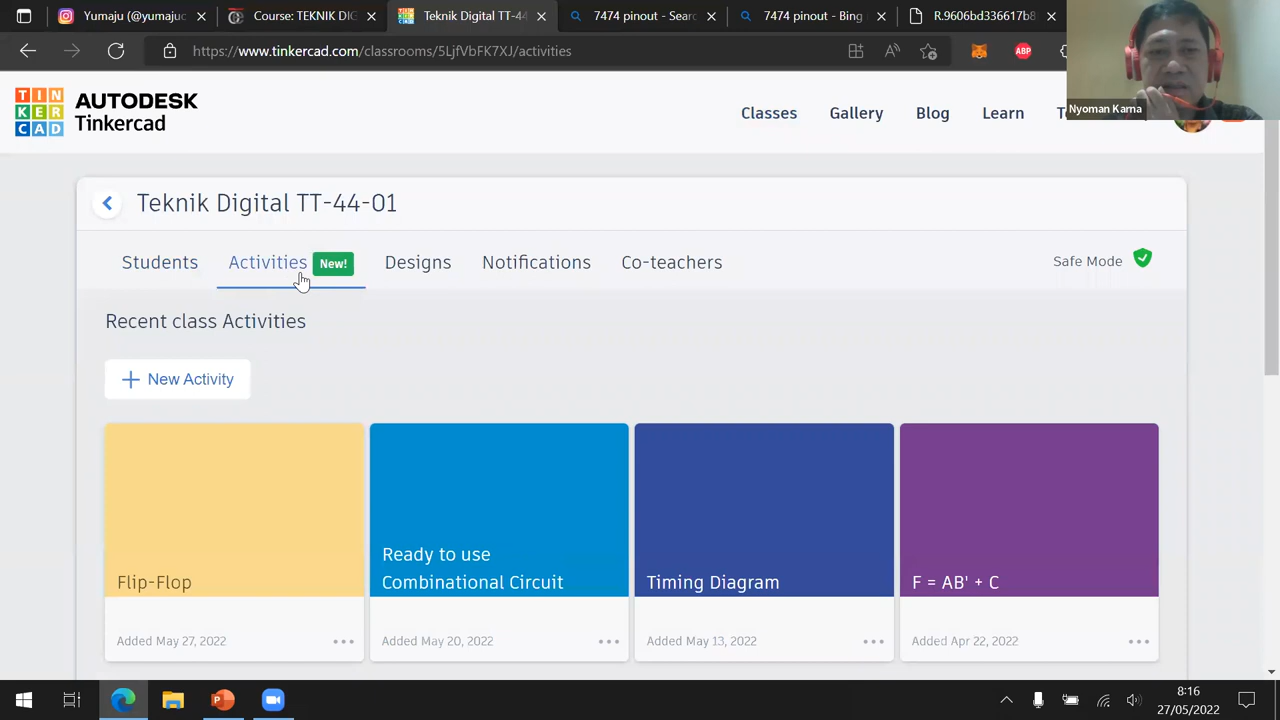 Yumaju (@yumajuc
Course: TEKNIK DIG
Teknik Digital TT-44
7474 pinout - Sear
7474 pinout - Bing
R.9606bd336617b8
https://www.tinkercad.com/classrooms/5LjfVbFK7XJ/activities
ABP
Nyoman Karna
TIN
KER
CAD
AUTODESK
Tinkercad
Classes
Gallery
Blog
Learn
Teknik Digital TT-44-01
Students
Activities
New!
Designs
Notifications
Co-teachers
Safe Mode
Recent class Activities
+ New Activity
Flip-Flop
Ready to use
Combinational Circuit
Timing Diagram
F = AB' + C
Added May 27, 2022
Added May 20, 2022
Added May 13, 2022
Added Apr 22, 2022
8:16
27/05/2022